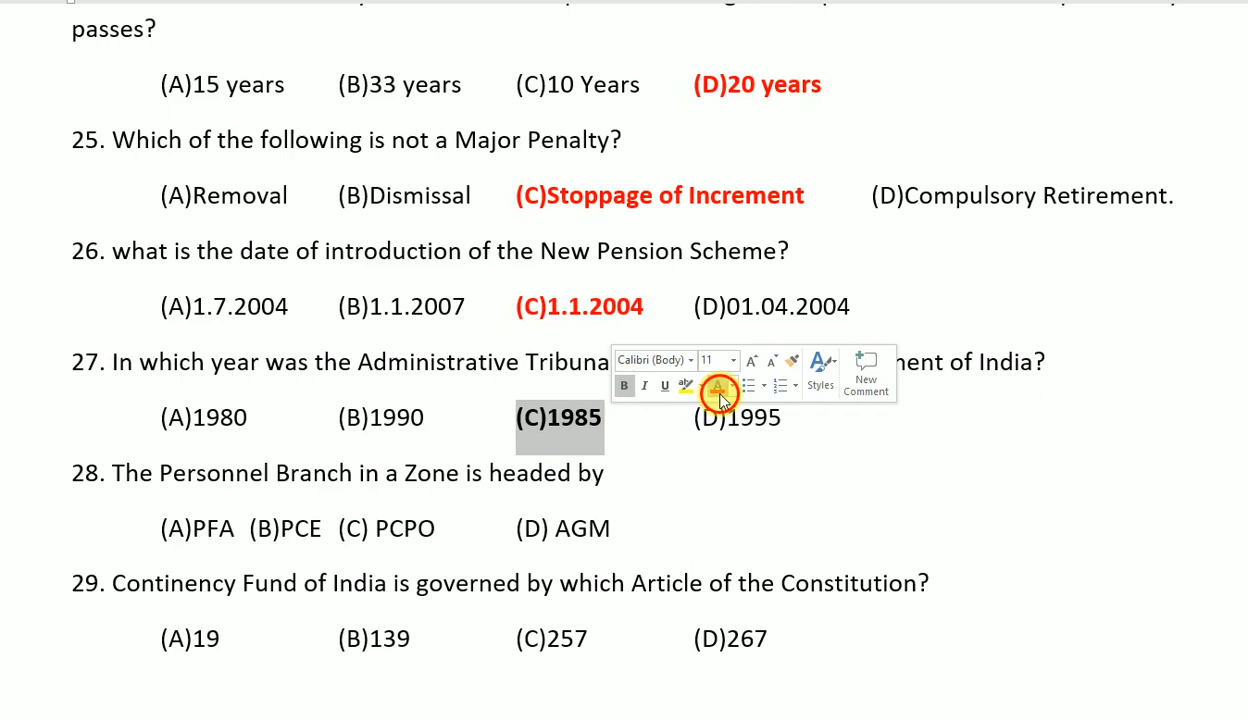 passes?
(A)15 years (B)33 years (C)10 Years (D)20 years
25. Which of the following is not a Major Penalty?
(A)Removal (B)Dismissal (C)Stoppage of Increment (D)Compulsory Retirement.
26. what is the date of introduction of the New Pension Scheme?
(A)1.7.2004 (B)1.1.2007 (C)1.1.2004 (D)01.04.2004
27. In which year was the Administrative Tribuna ment of India?
Calibri (Body) 11
B I U aby A Styles New Comment
(A)1980 (B)1990 (C)1985 (D)1995
28. The Personnel Branch in a Zone is headed by
(A)PFA (B)PCE (C) PCPO (D) AGM
29. Continency Fund of India is governed by which Article of the Constitution?
(A)19 (B)139 (C)257 (D)267